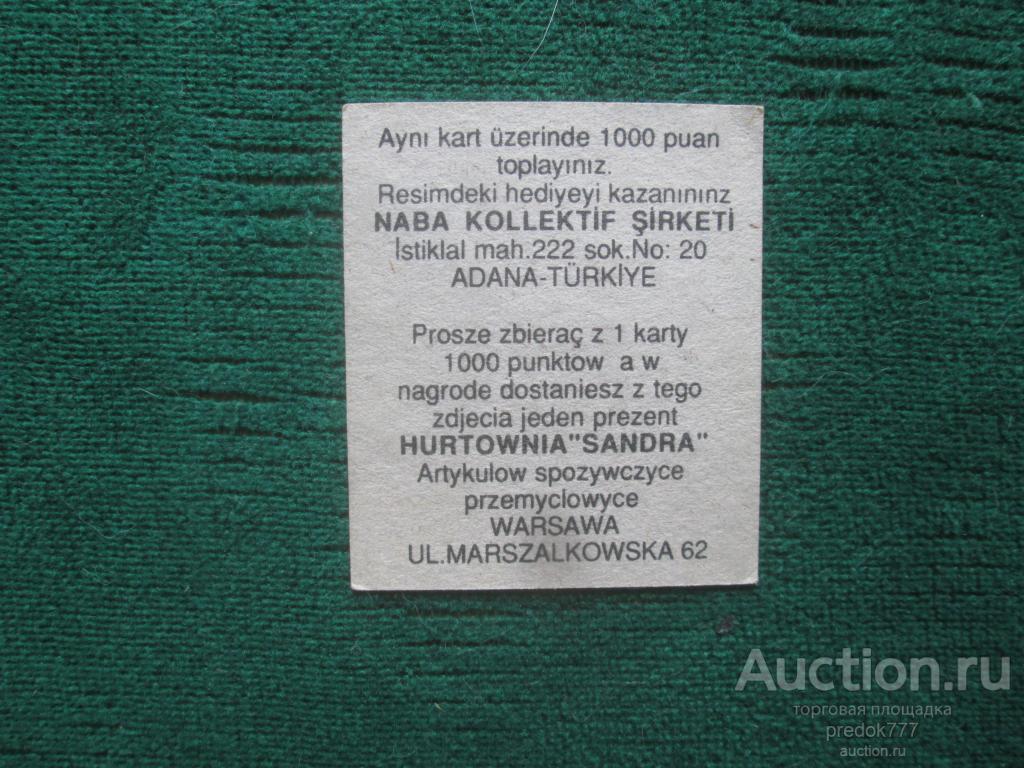 Aynı kart üzerinde 1000 puan
toplayınız.
Resimdeki hediyeyi kazanınınz
NABA KOLLEKTİF ŞİRKETİ
İstiklal mah.222 sok.No: 20
ADANA-TÜRKİYE
Prosze zbieraç z 1 karty
1000 punktow a w
nagrode dostaniesz z tego
zdjecia jeden prezent
HURTOWNIA"SANDRA"
Artykulow spozywczyce
przemyclowyce
WARSAWA
UL.MARSZALKOWSKA 62
Auction.ru
торговая площадка
predok777
auction.ru